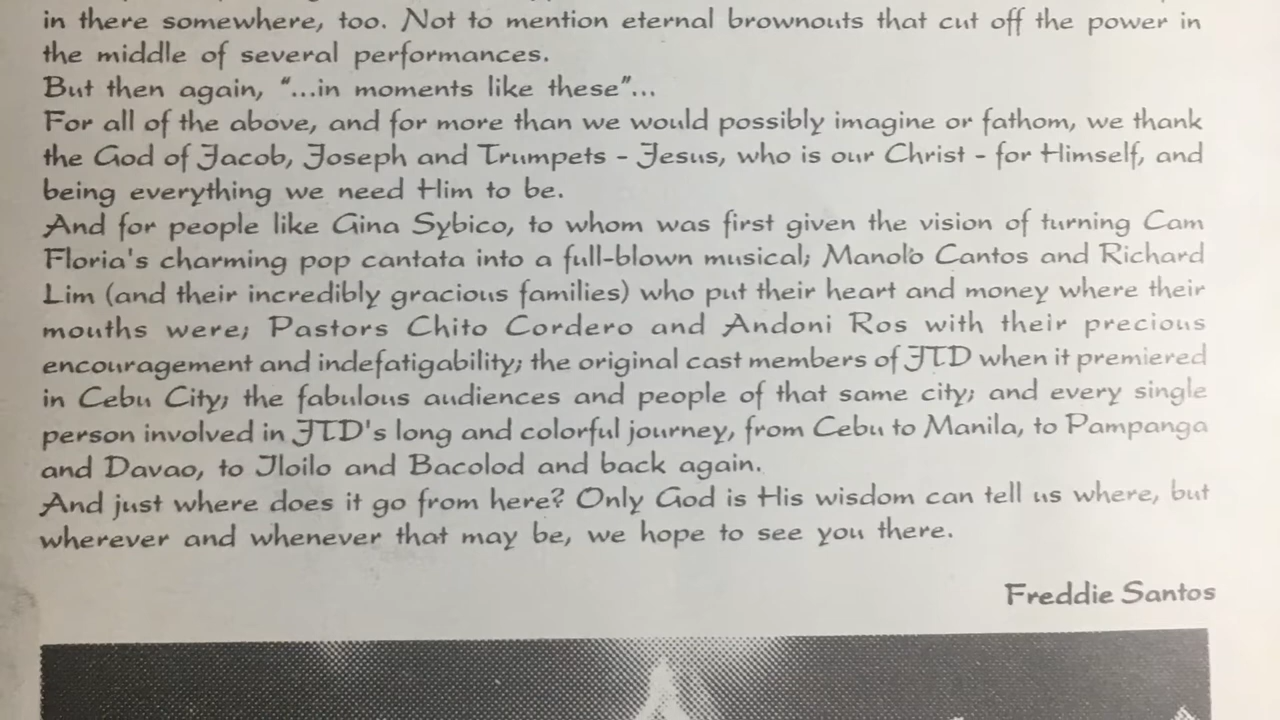 in there somewhere, too. Not to mention eternal brownouts that cut off the power in
the middle of several performances.
But then again, "...in moments like these"...
For all of the above, and for more than we would possibly imagine or fathom, we thank
the God of Jacob, Joseph and Trumpets - Jesus, who is our Christ - for Himself, and
being everything we need Him to be.
And for people like Gina Sybico, to whom was first given the vision of turning Cam
Floria's charming pop cantata into a full-blown musical; Manolo Cantos and Richard
Lim (and their incredibly gracious families) who put their heart and money where their
mouths were; Pastors Chito Cordero and Andoni Ros with their precious
encouragement and indefatigability; the original cast members of JTD when it premiered
in Cebu City; the fabulous audiences and people of that same city; and every single
person involved in JTD's long and colorful journey, from Cebu to Manila, to Pampanga
and Davao, to Iloilo and Bacolod and back again.
And just where does it go from here? Only God is His wisdom can tell us where, but
wherever and whenever that may be, we hope to see you there.
Freddie Santos